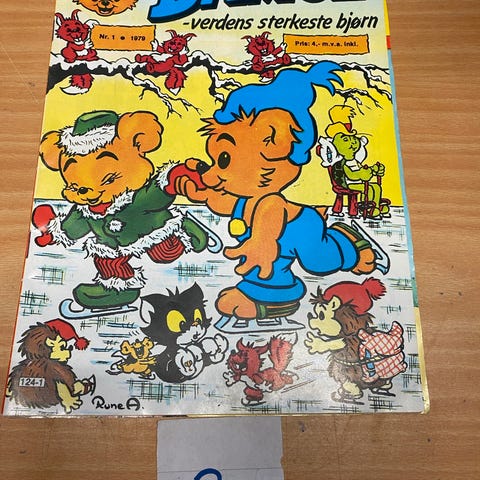 -verdens sterkeste bjørn
Nr. 1 • 1979
Pris: 4,- m.v.a. inkl.
124-1
Rune A.